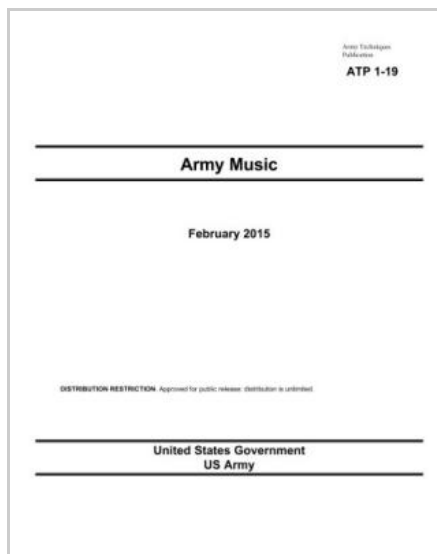 Army Techniques
Publication
ATP 1-19
Army Music
February 2015
DISTRIBUTION RESTRICTION. Approved for public release: distribution is unlimited.
United States Government
US Army